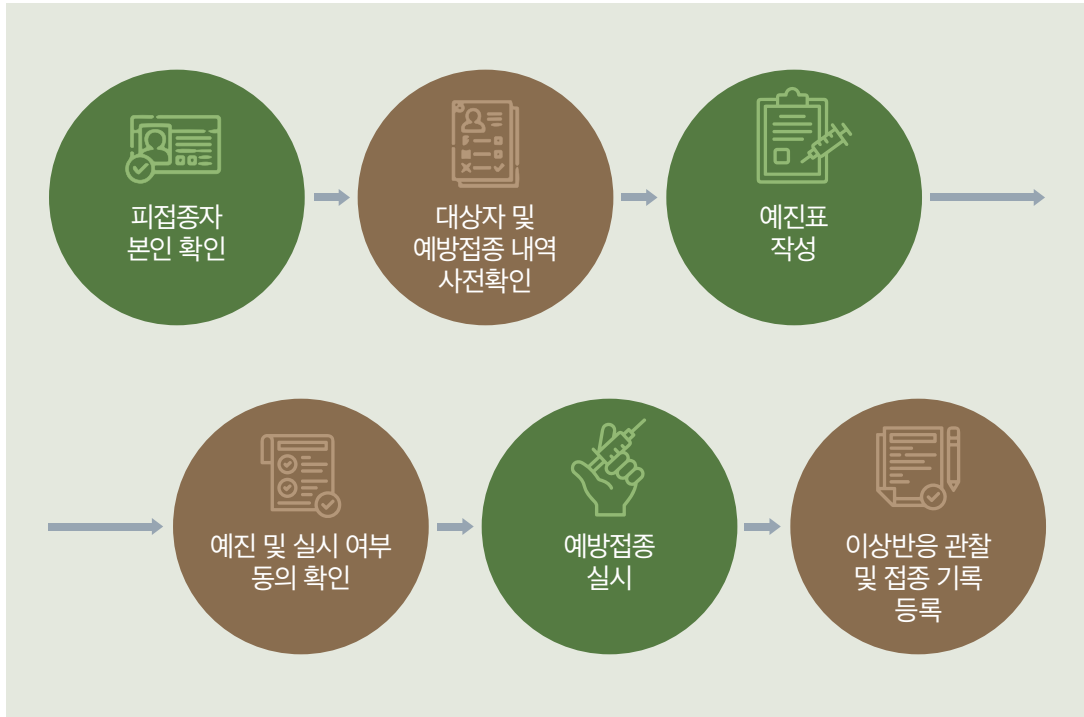 피접종자
본인 확인
대상자 및
예방접종 내역
사전확인
예진표
작성
예진 및 실시 여부
동의 확인
예방접종
실시
이상반응 관찰
및 접종 기록
등록